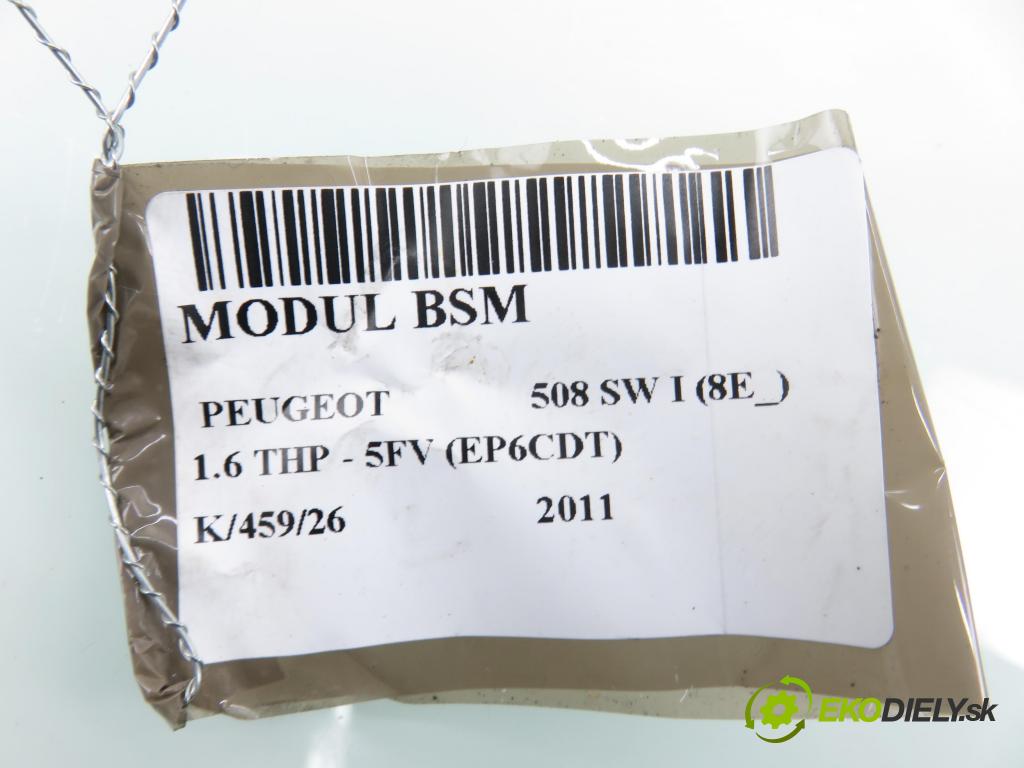 MODUL BSM
PEUGEOT 508 SW I (8E_)
1.6 THP - 5FV (EP6CDT)
K/459/26 2011
EKODIELY.sk